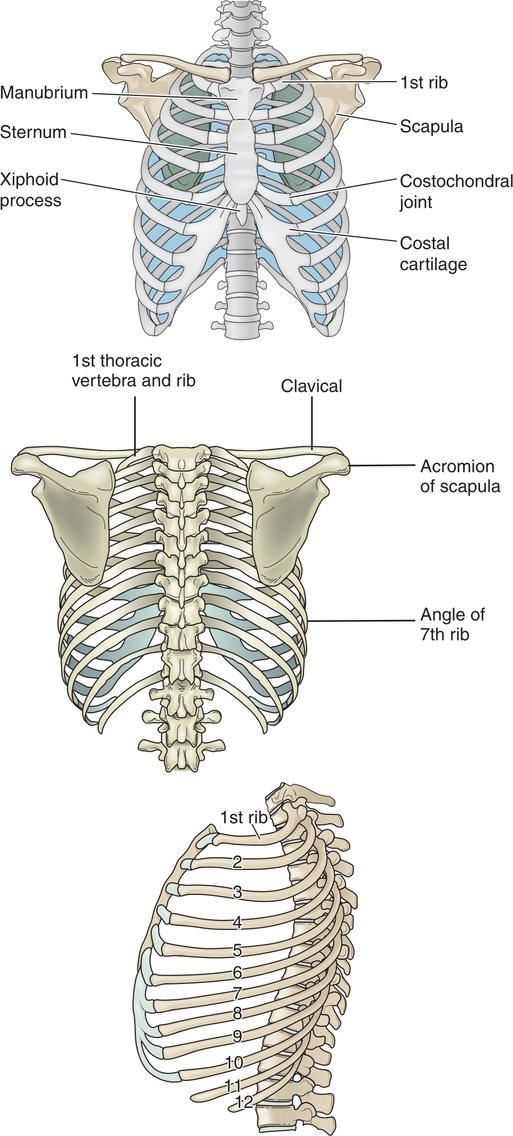 Manubrium
Sternum
Xiphoid
process
1st rib
Scapula
Costochondral
joint
Costal
cartilage
1st thoracic
vertebra and rib
Clavical
Acromion
of scapula
Angle of
7th rib
1st rib
2
3
4
5
6
7
8
9
10
11
12